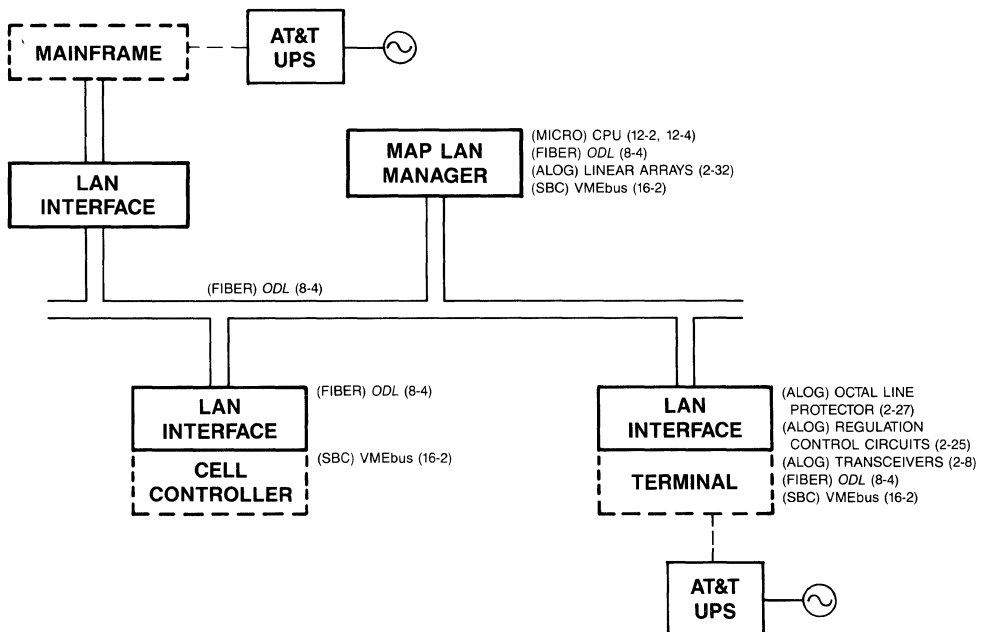 MAINFRAME
AT&T
UPS
MAP LAN
MANAGER
(MICRO) CPU (12-2, 12-4)
(FIBER) ODL (8-4)
(ALOG) LINEAR ARRAYS (2-32)
(SBC) VMEbus (16-2)
LAN
INTERFACE
(FIBER) ODL (8-4)
LAN
INTERFACE
(FIBER) ODL (8-4)
CELL
CONTROLLER
(SBC) VMEbus (16-2)
LAN
INTERFACE
TERMINAL
(ALOG) OCTAL LINE
PROTECTOR (2-27)
(ALOG) REGULATION
CONTROL CIRCUITS (2-25)
(ALOG) TRANSCEIVERS (2-8)
(FIBER) ODL (8-4)
(SBC) VMEbus (16-2)
AT&T
UPS